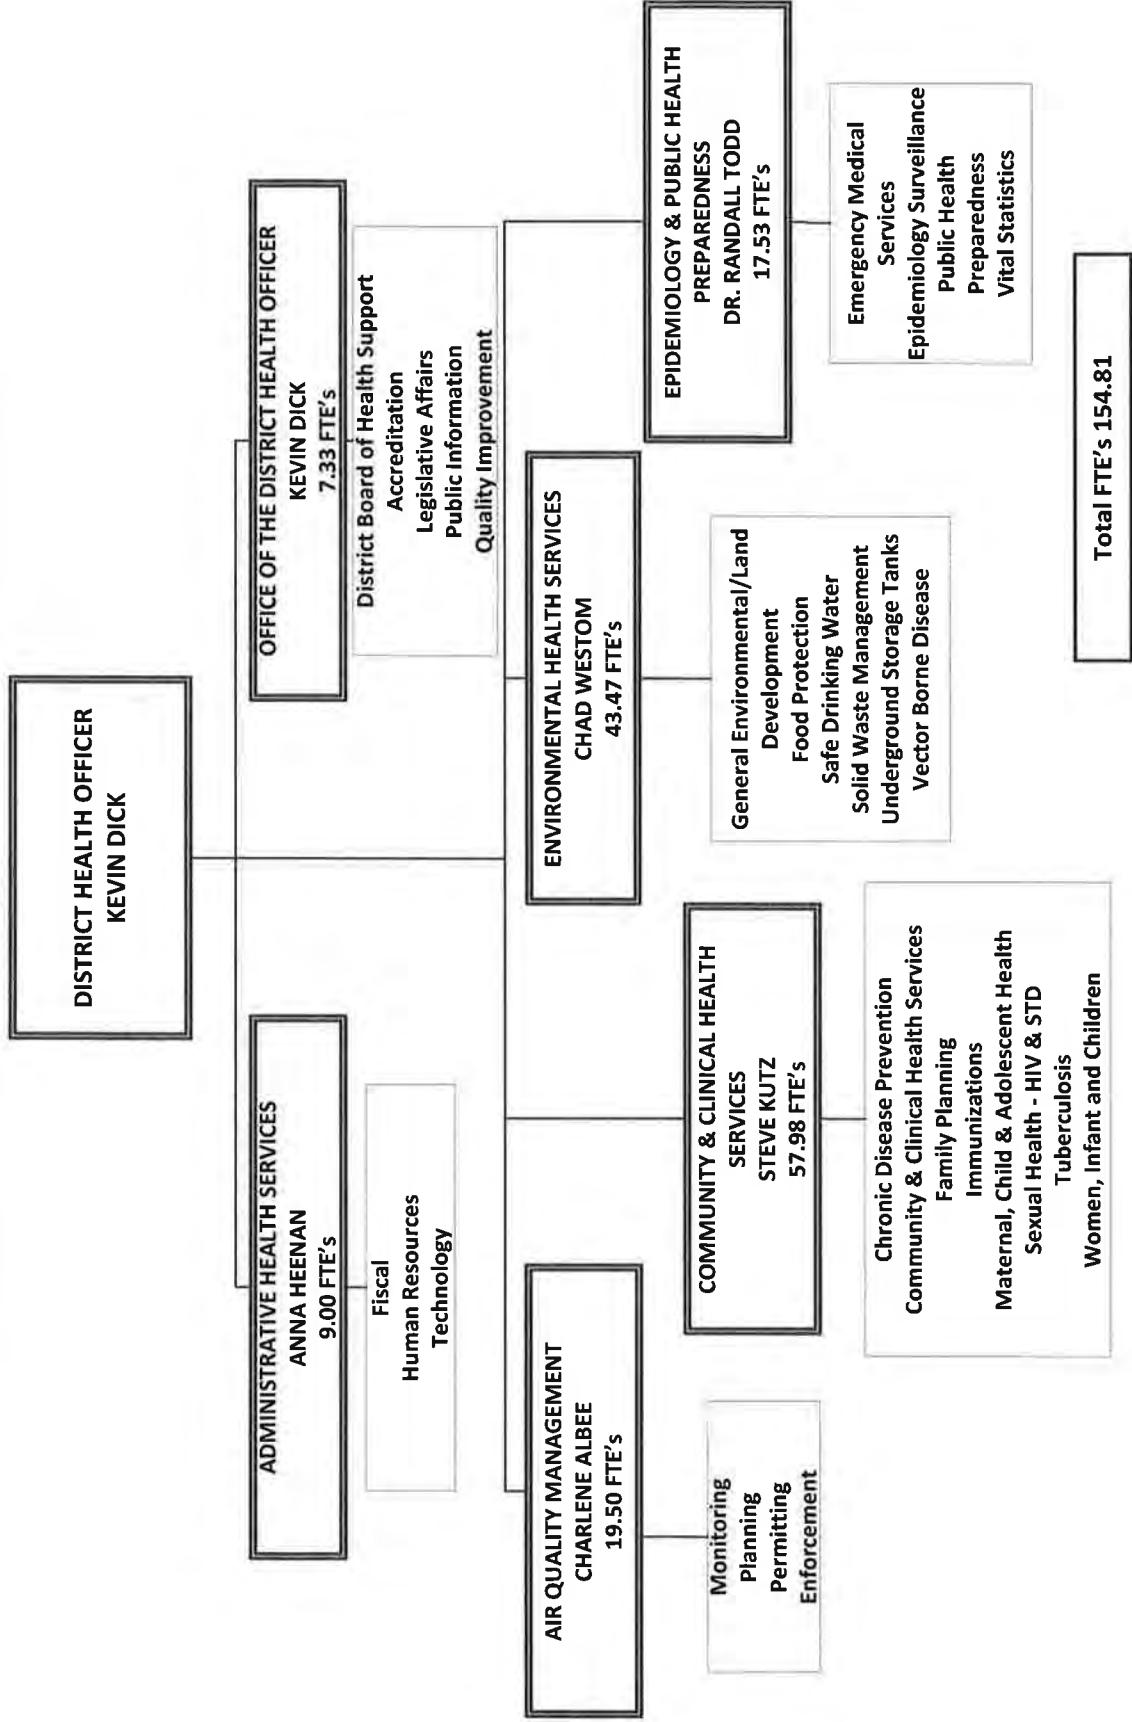 DISTRICT HEALTH OFFICER
KEVIN DICK
ADMINISTRATIVE HEALTH SERVICES
ANNA HEENAN
9.00 FTE's
Fiscal
Human Resources
Technology
OFFICE OF THE DISTRICT HEALTH OFFICER
KEVIN DICK
7.33 FTE's
District Board of Health Support
Accreditation
Legislative Affairs
Public Information
Quality Improvement
AIR QUALITY MANAGEMENT
CHARLENE ALBEE
19.50 FTE's
Monitoring
Planning
Permitting
Enforcement
COMMUNITY & CLINICAL HEALTH
SERVICES
STEVE KUTZ
57.98 FTE's
Chronic Disease Prevention
Community & Clinical Health Services
Family Planning
Immunizations
Maternal, Child & Adolescent Health
Sexual Health - HIV & STD
Tuberculosis
Women, Infant and Children
ENVIRONMENTAL HEALTH SERVICES
CHAD WESTOM
43.47 FTE's
General Environmental/Land
Development
Food Protection
Safe Drinking Water
Solid Waste Management
Underground Storage Tanks
Vector Borne Disease
EPIDEMIOLOGY & PUBLIC HEALTH
PREPAREDNESS
DR. RANDALL TODD
17.53 FTE's
Emergency Medical
Services
Epidemiology Surveillance
Public Health
Preparedness
Vital Statistics
Total FTE's 154.81